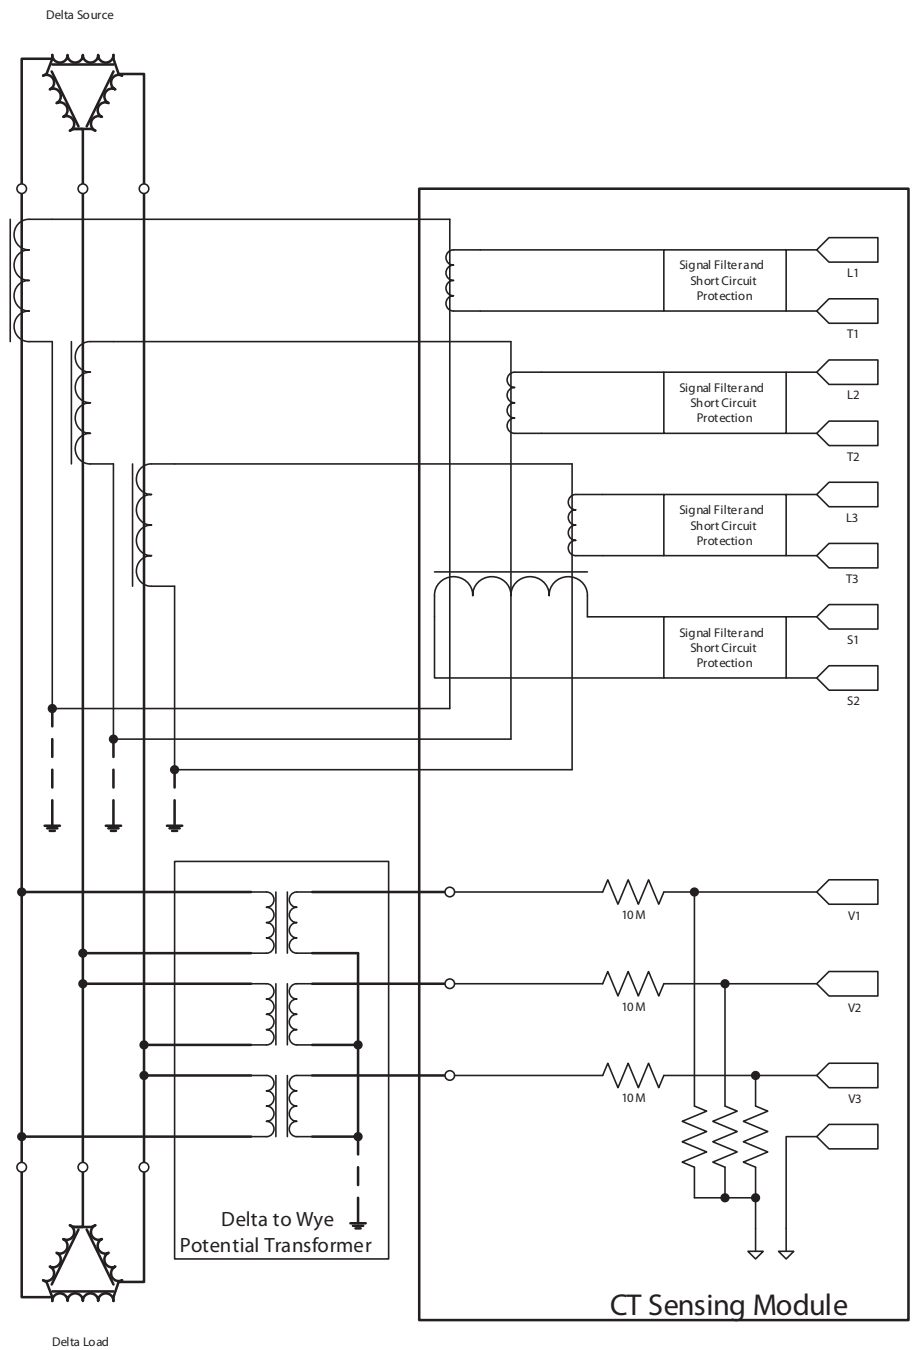 Delta Source
Signal Filter and
Short Circuit
Protection
L1
T1
Signal Filter and
Short Circuit
Protection
L2
T2
Signal Filter and
Short Circuit
Protection
L3
T3
Signal Filter and
Short Circuit
Protection
S1
S2
10 M
V1
10 M
V2
10 M
V3
Delta to Wye
Potential Transformer
CT Sensing Module
Delta Load